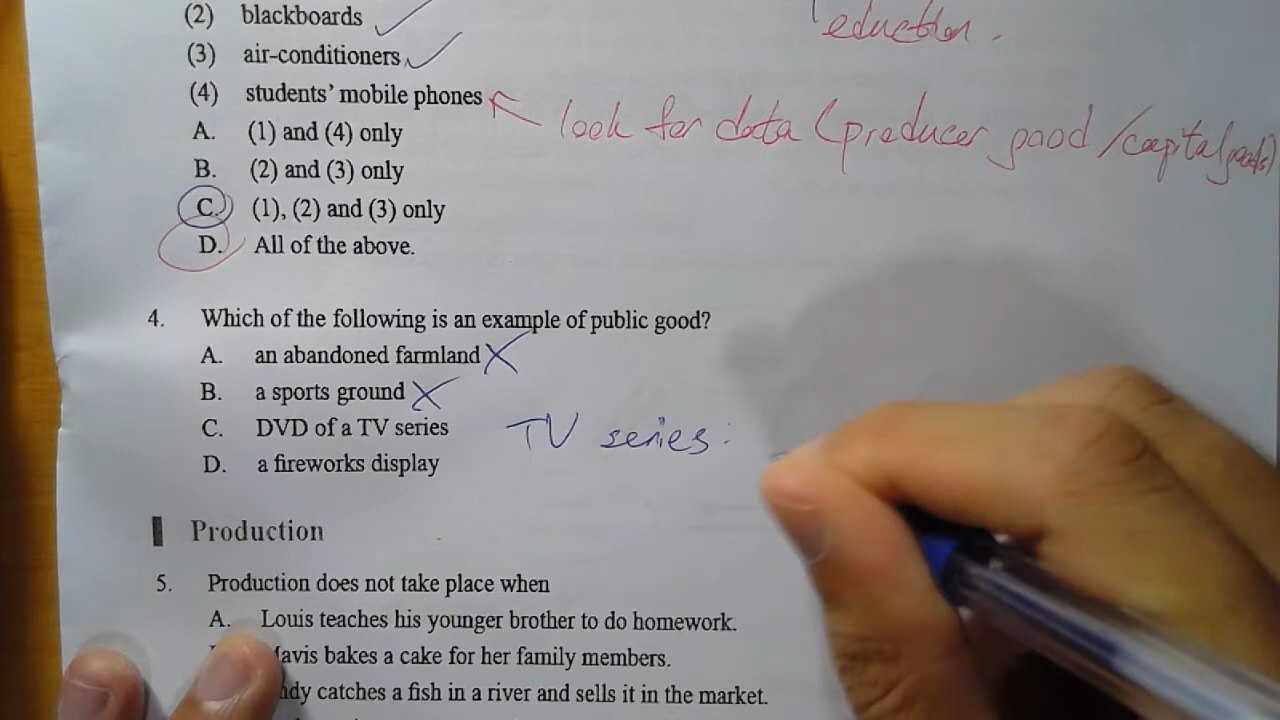 (2) blackboards
eduction.
(3) air-conditioners
(4) students' mobile phones look for data (producer good / capital goods)
A. (1) and (4) only
B. (2) and (3) only
C. (1), (2) and (3) only
D. All of the above.
4. Which of the following is an example of public good?
A. an abandoned farmland
B. a sports ground
C. DVD of a TV series TV series:
D. a fireworks display
Production
5. Production does not take place when
A. Louis teaches his younger brother to do homework.
bakes a cake for her family members.
catches a fish in a river and sells it in the market.